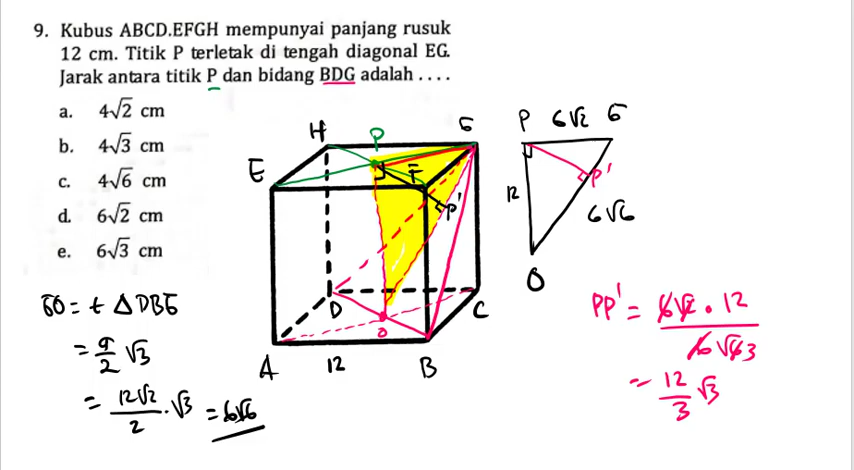 9. Kubus ABCD.EFGH mempunyai panjang rusuk
12 cm. Titik P terletak di tengah diagonal EG.
Jarak antara titik P dan bidang BDG adalah . . . .
a. 4√2 cm
b. 4√3 cm
c. 4√6 cm
d. 6√2 cm
e. 6√3 cm
H P G
E F
P'
D C
O
A 12 B
P 6√2 G
P'
12
6√6
O
GO = t △DBG
= a/2 √3
= 12√2/2 . √3 = 6√6
PP' = 6√2 . 12 / 6√6 3
= 12/3 √3